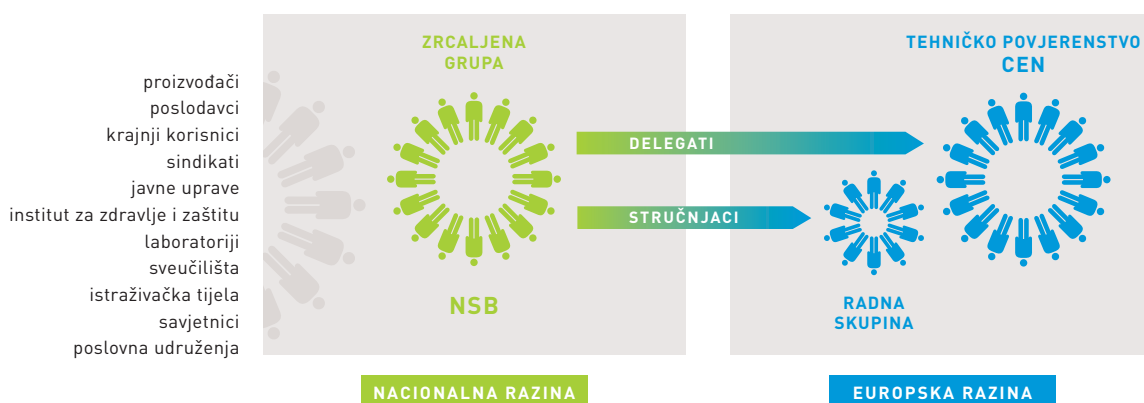 proizvođači
poslodavci
krajnji korisnici
sindikati
javne uprave
institut za zdravlje i zaštitu
laboratoriji
sveučilišta
istraživačka tijela
savjetnici
poslovna udruženja
ZRCALJENA
GRUPA
NSB
NACIONALNA RAZINA
DELEGATI
STRUČNJACI
TEHNIČKO POVJERENSTVO
CEN
RADNA
SKUPINA
EUROPSKA RAZINA